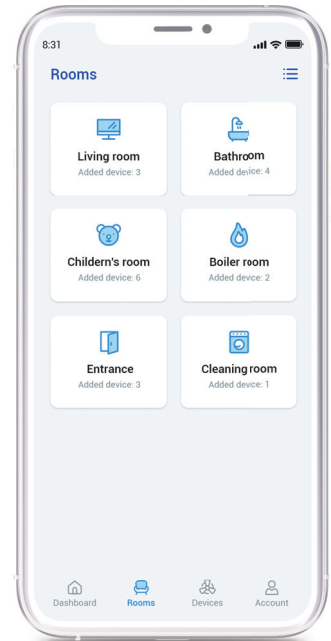 8:31
Rooms
Living room
Added device: 3
Bathroom
Added device: 4
Childern's room
Added device: 6
Boiler room
Added device: 2
Entrance
Added device: 3
Cleaning room
Added device: 1
Dashboard
Rooms
Devices
Account